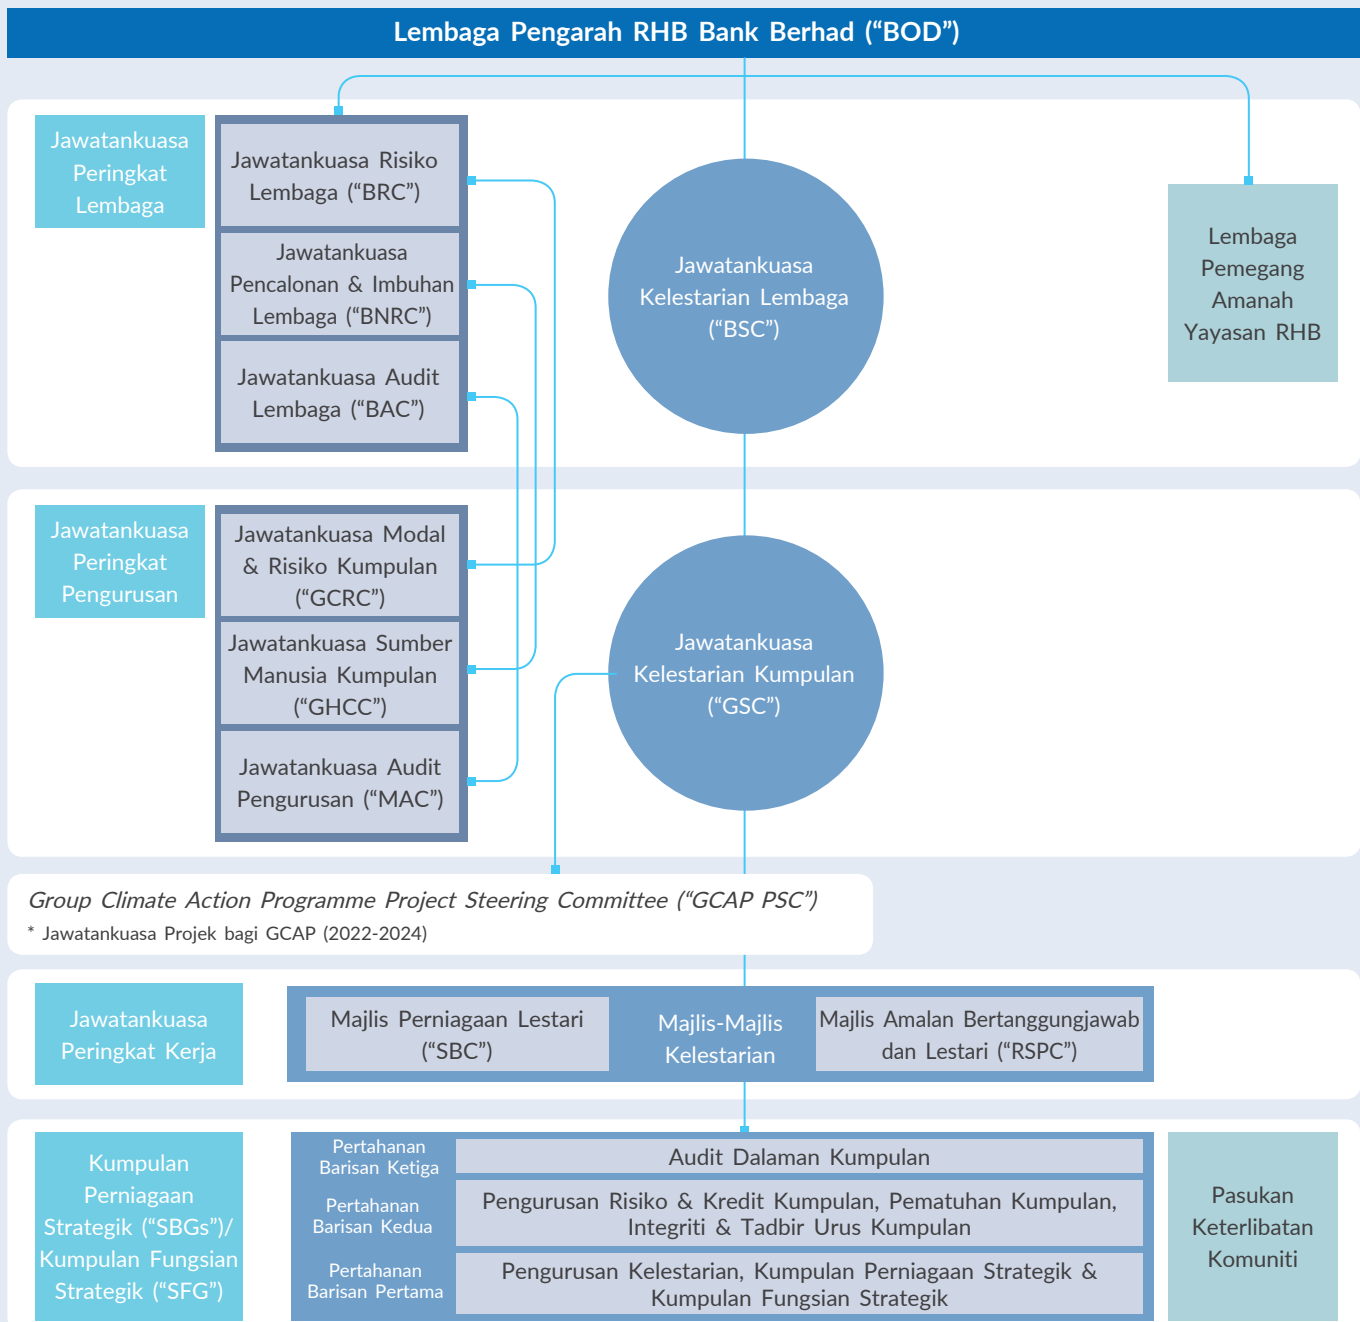 Lembaga Pengarah RHB Bank Berhad (“BOD”)
Jawatankuasa
Peringkat
Lembaga
Jawatankuasa Risiko
Lembaga (“BRC”)
Jawatankuasa
Pencalonan & Imbuhan
Lembaga (“BNRC”)
Jawatankuasa Audit
Lembaga (“BAC”)
Jawatankuasa
Kelestarian Lembaga
(“BSC”)
Lembaga
Pemegang
Amanah
Yayasan RHB
Jawatankuasa
Peringkat
Pengurusan
Jawatankuasa Modal
& Risiko Kumpulan
(“GCRC”)
Jawatankuasa Sumber
Manusia Kumpulan
(“GHCC”)
Jawatankuasa Audit
Pengurusan (“MAC”)
Jawatankuasa
Kelestarian Kumpulan
(“GSC”)
Group Climate Action Programme Project Steering Committee (“GCAP PSC”)
* Jawatankuasa Projek bagi GCAP (2022-2024)
Jawatankuasa
Peringkat Kerja
Majlis Perniagaan Lestari
(“SBC”)
Majlis-Majlis
Kelestarian
Majlis Amalan Bertanggungjawab
dan Lestari (“RSPC”)
Kumpulan
Perniagaan
Strategik (“SBGs”)/
Kumpulan Fungsian
Strategik (“SFG”)
Pertahanan
Barisan Ketiga
Audit Dalaman Kumpulan
Pertahanan
Barisan Kedua
Pengurusan Risiko & Kredit Kumpulan, Pematuhan Kumpulan,
Integriti & Tadbir Urus Kumpulan
Pertahanan
Barisan Pertama
Pengurusan Kelestarian, Kumpulan Perniagaan Strategik &
Kumpulan Fungsian Strategik
Pasukan
Keterlibatan
Komuniti